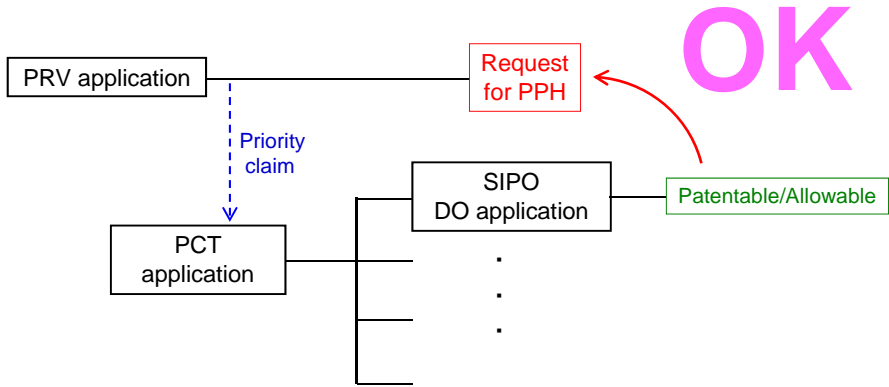 OK
PRV application
Request
for PPH
Priority
claim
SIPO
DO application
Patentable/Allowable
PCT
application